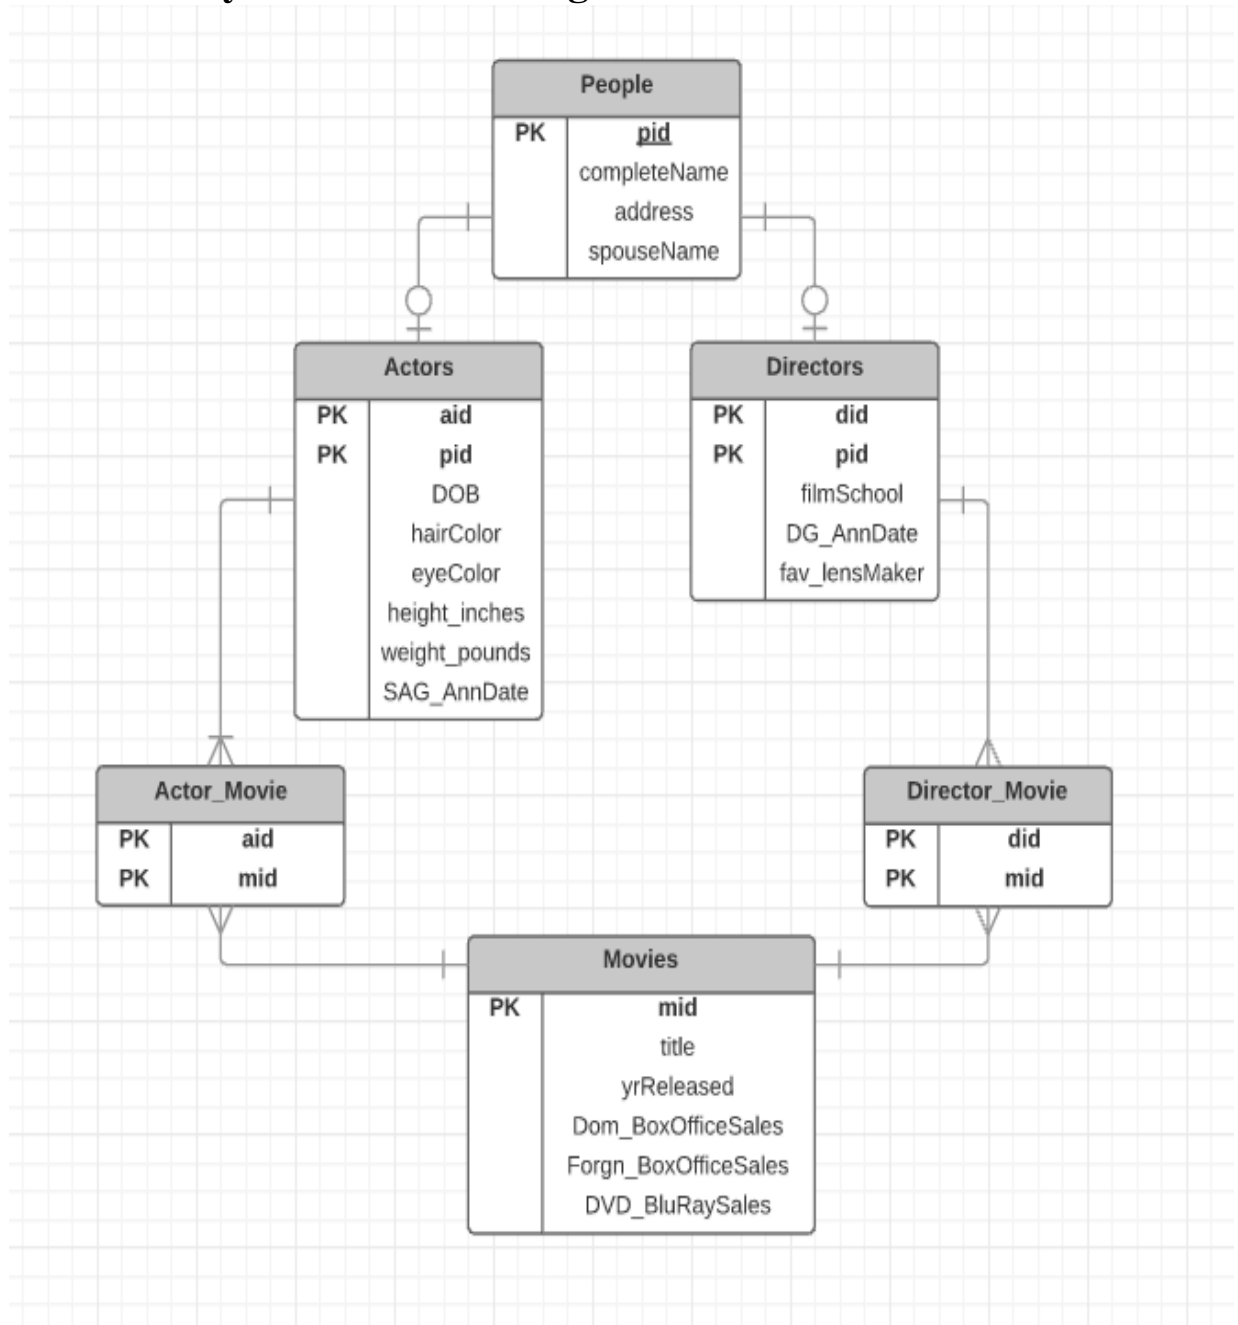 People
PK pid
completeName
address
spouseName
Actors
PK aid
PK pid
DOB
hairColor
eyeColor
height_inches
weight_pounds
SAG_AnnDate
Directors
PK did
PK pid
filmSchool
DG_AnnDate
fav_lensMaker
Actor_Movie
PK aid
PK mid
Director_Movie
PK did
PK mid
Movies
PK mid
title
yrReleased
Dom_BoxOfficeSales
Forgn_BoxOfficeSales
DVD_BluRaySales